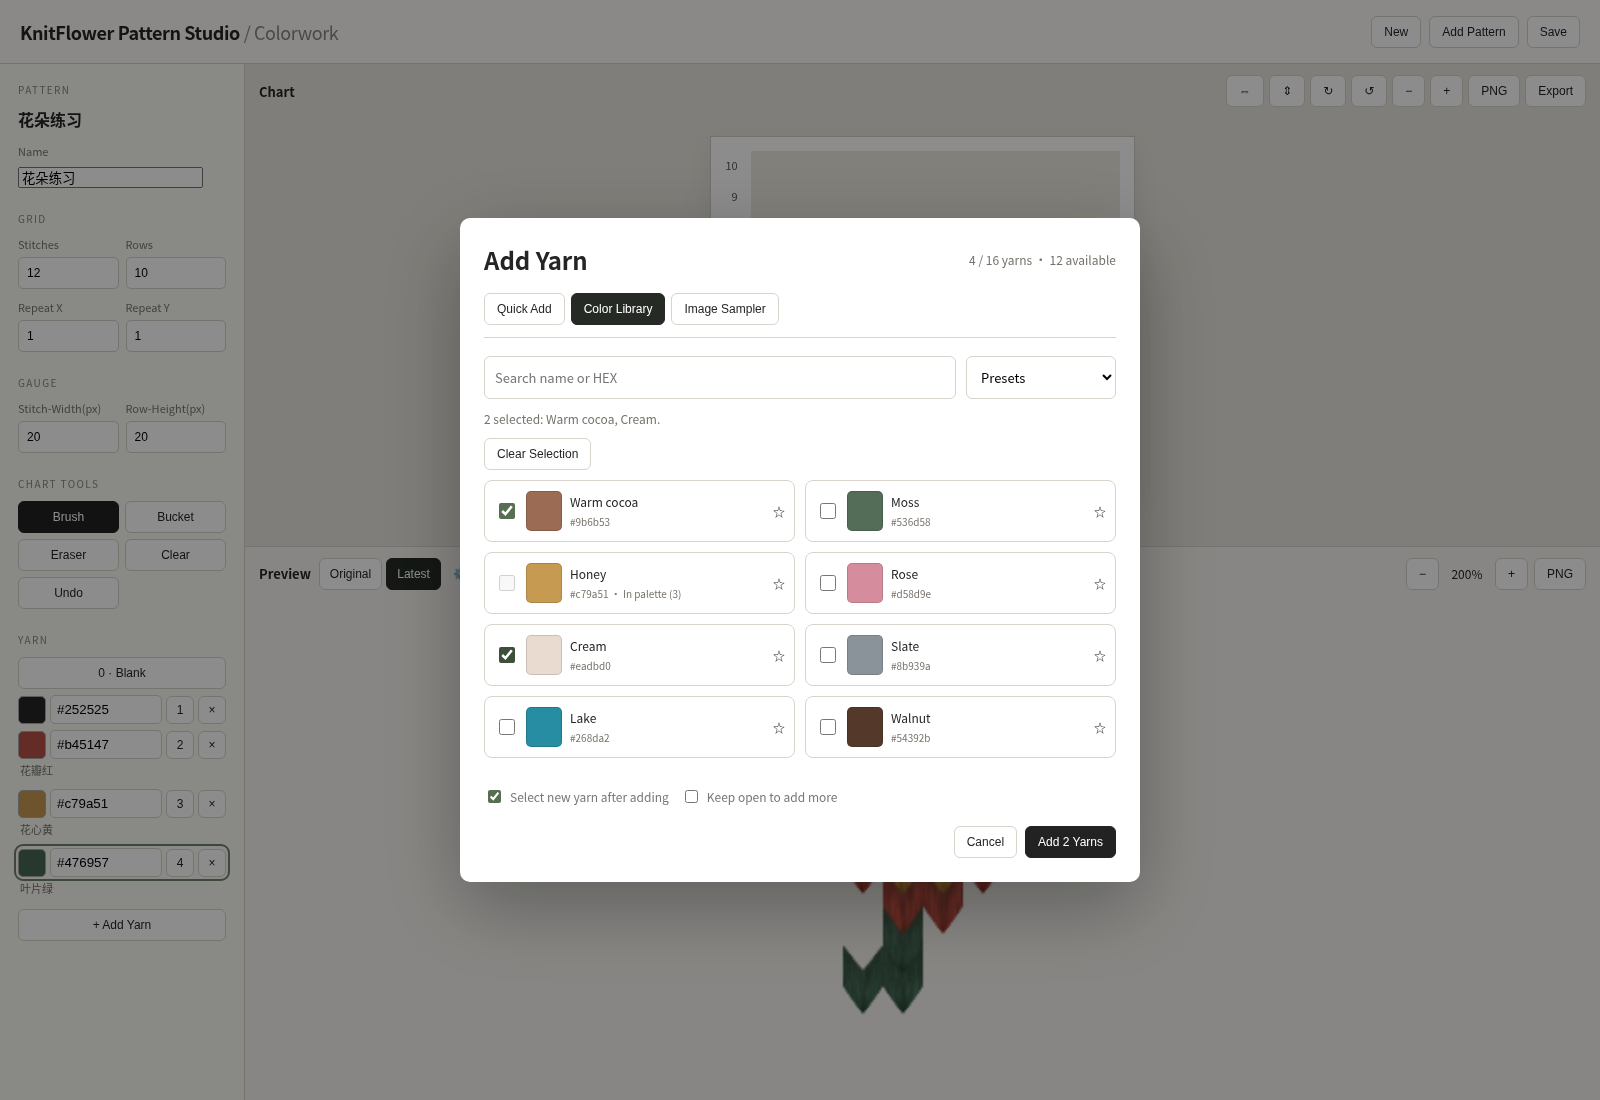 KnitFlower Pattern Studio / Colorwork
New
Add Pattern
Save
PATTERN
花朵练习
Name
花朵练习
GRID
Stitches
Rows
12
10
Repeat X
Repeat Y
1
1
GAUGE
Stitch-Width(px)
Row-Height(px)
20
20
CHART TOOLS
Brush
Bucket
Eraser
Clear
Undo
YARN
0 · Blank
#252525
1
×
#b45147
2
×
花瓣红
#c79a51
3
×
花心黄
#476957
4
×
叶片绿
+ Add Yarn
Chart
↔
⇕
↻
↺
−
+
PNG
Export
10
9
Preview
Original
Latest
−
200%
+
PNG
Add Yarn
4 / 16 yarns · 12 available
Quick Add
Color Library
Image Sampler
Search name or HEX
Presets
2 selected: Warm cocoa, Cream.
Clear Selection
Warm cocoa
#9b6b53
Moss
#536d58
Honey
#c79a51 · In palette (3)
Rose
#d58d9e
Cream
#eadbd0
Slate
#8b939a
Lake
#268da2
Walnut
#54392b
Select new yarn after adding
Keep open to add more
Cancel
Add 2 Yarns